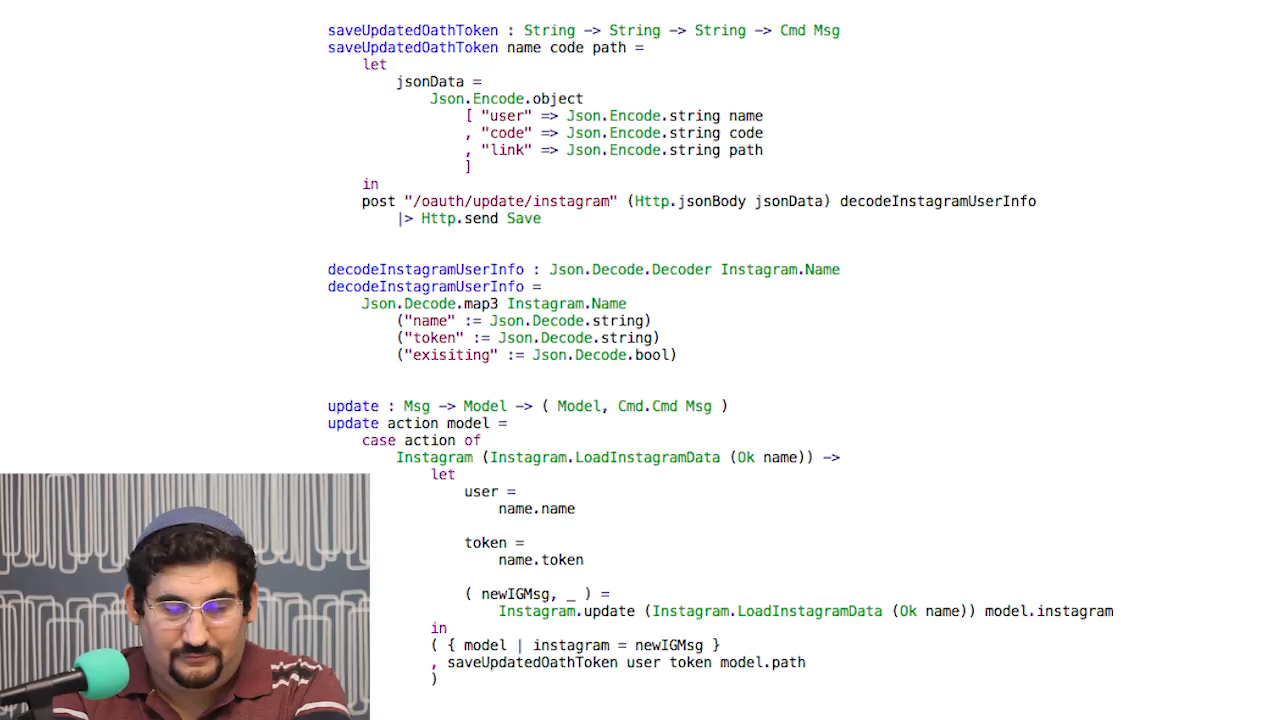 saveUpdatedOathToken : String -> String -> String -> Cmd Msg
saveUpdatedOathToken name code path =
let
jsonData =
Json.Encode.object
[ "user" => Json.Encode.string name
, "code" => Json.Encode.string code
, "link" => Json.Encode.string path
]
in
post "/oauth/update/instagram" (Http.jsonBody jsonData) decodeInstagramUserInfo
|> Http.send Save
decodeInstagramUserInfo : Json.Decode.Decoder Instagram.Name
decodeInstagramUserInfo =
Json.Decode.map3 Instagram.Name
("name" := Json.Decode.string)
("token" := Json.Decode.string)
("exisiting" := Json.Decode.bool)
update : Msg -> Model -> ( Model, Cmd.Cmd Msg )
update action model =
case action of
Instagram (Instagram.LoadInstagramData (Ok name)) ->
let
user =
name.name
token =
name.token
( newIGMsg, _ ) =
Instagram.update (Instagram.LoadInstagramData (Ok name)) model.instagram
in
( { model | instagram = newIGMsg }
, saveUpdatedOathToken user token model.path
)